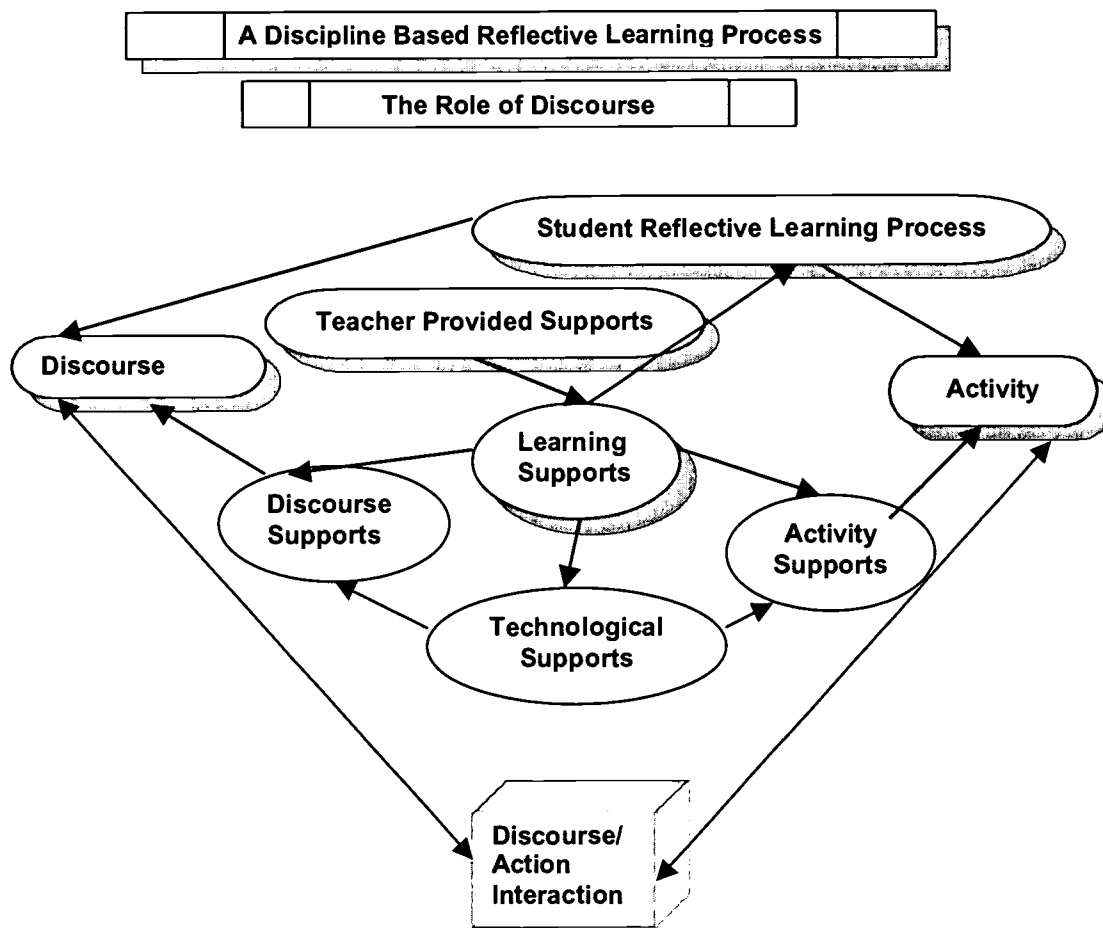 A Discipline Based Reflective Learning Process
The Role of Discourse
Student Reflective Learning Process
Teacher Provided Supports
Discourse
Activity
Learning
Supports
Discourse
Supports
Activity
Supports
Technological
Supports
Discourse/
Action
Interaction